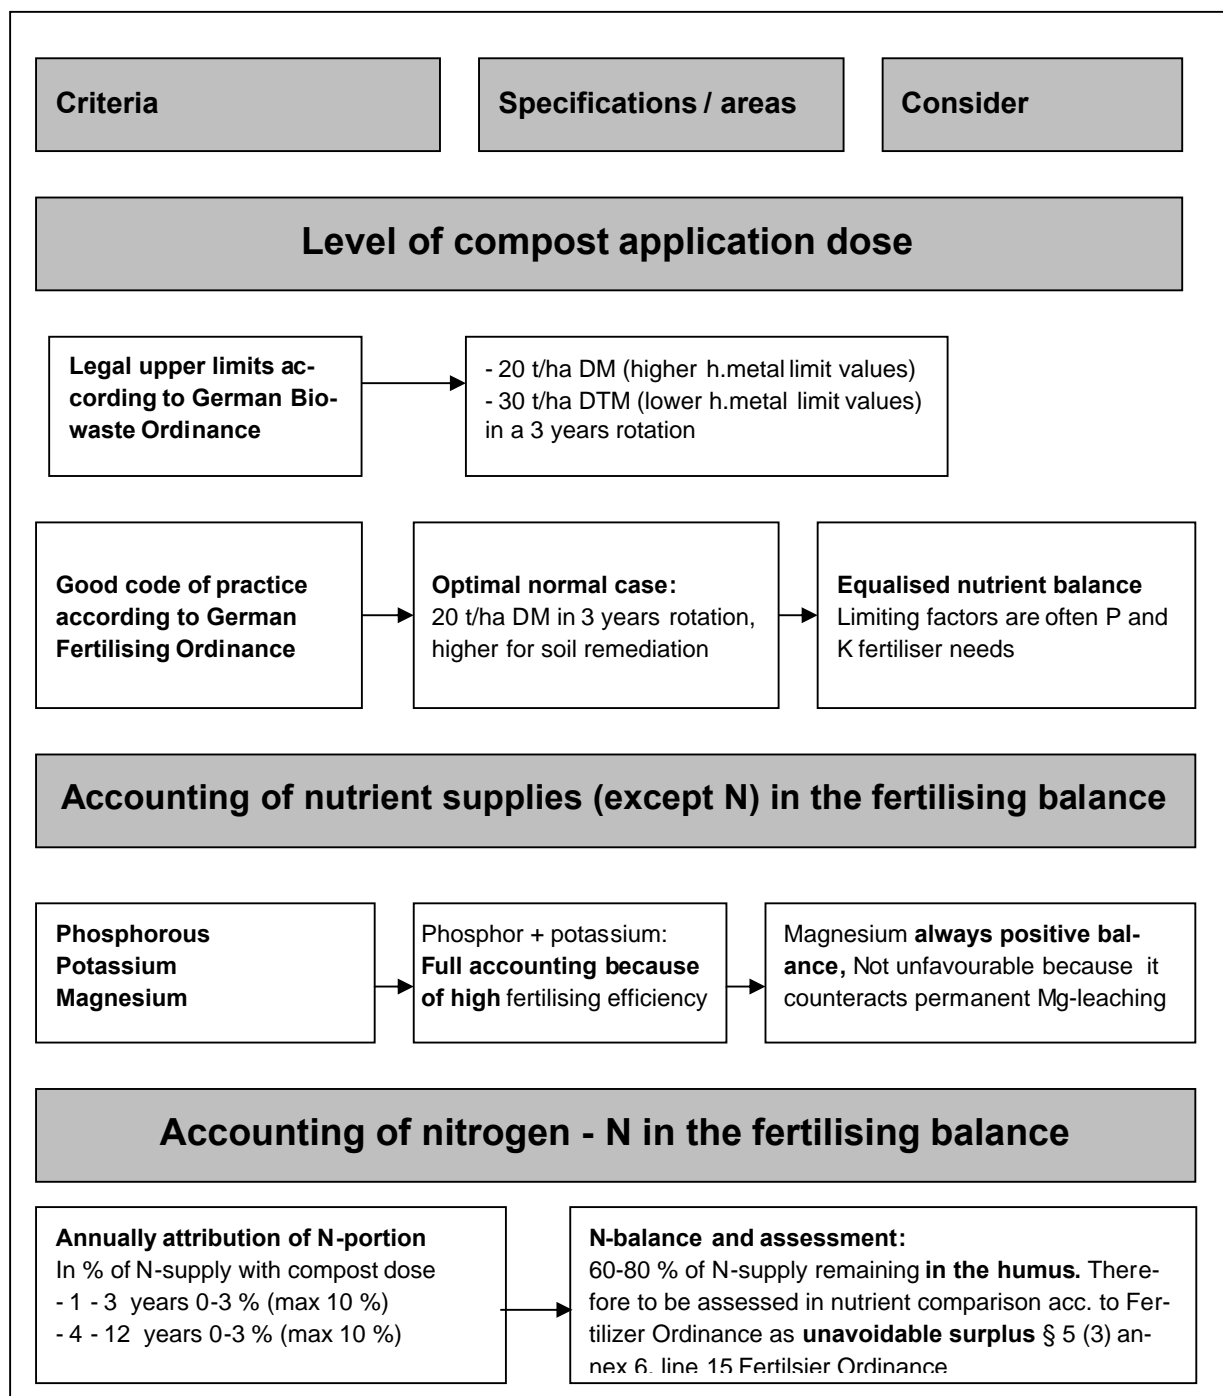 Criteria
Specifications / areas
Consider
Level of compost application dose
Legal upper limits ac-
cording to German Bio-
waste Ordinance
- 20 t/ha DM (higher h.metal limit values)
- 30 t/ha DTM (lower h.metal limit values)
in a 3 years rotation
Good code of practice
according to German
Fertilising Ordinance
Optimal normal case:
20 t/ha DM in 3 years rotation,
higher for soil remediation
Equalised nutrient balance
Limiting factors are often P and
K fertiliser needs
Accounting of nutrient supplies (except N) in the fertilising balance
Phosphorous
Potassium
Magnesium
Phosphor + potassium:
Full accounting because
of high fertilising efficiency
Magnesium always positive bal-
ance, Not unfavourable because it
counteracts permanent Mg-leaching
Accounting of nitrogen - N in the fertilising balance
Annually attribution of N-portion
In % of N-supply with compost dose
- 1 - 3 years 0-3 % (max 10 %)
- 4 - 12 years 0-3 % (max 10 %)
N-balance and assessment:
60-80 % of N-supply remaining in the humus. There-
fore to be assessed in nutrient comparison acc. to Fer-
tilizer Ordinance as unavoidable surplus § 5 (3) an-
nex 6, line 15 Fertilsier Ordinance